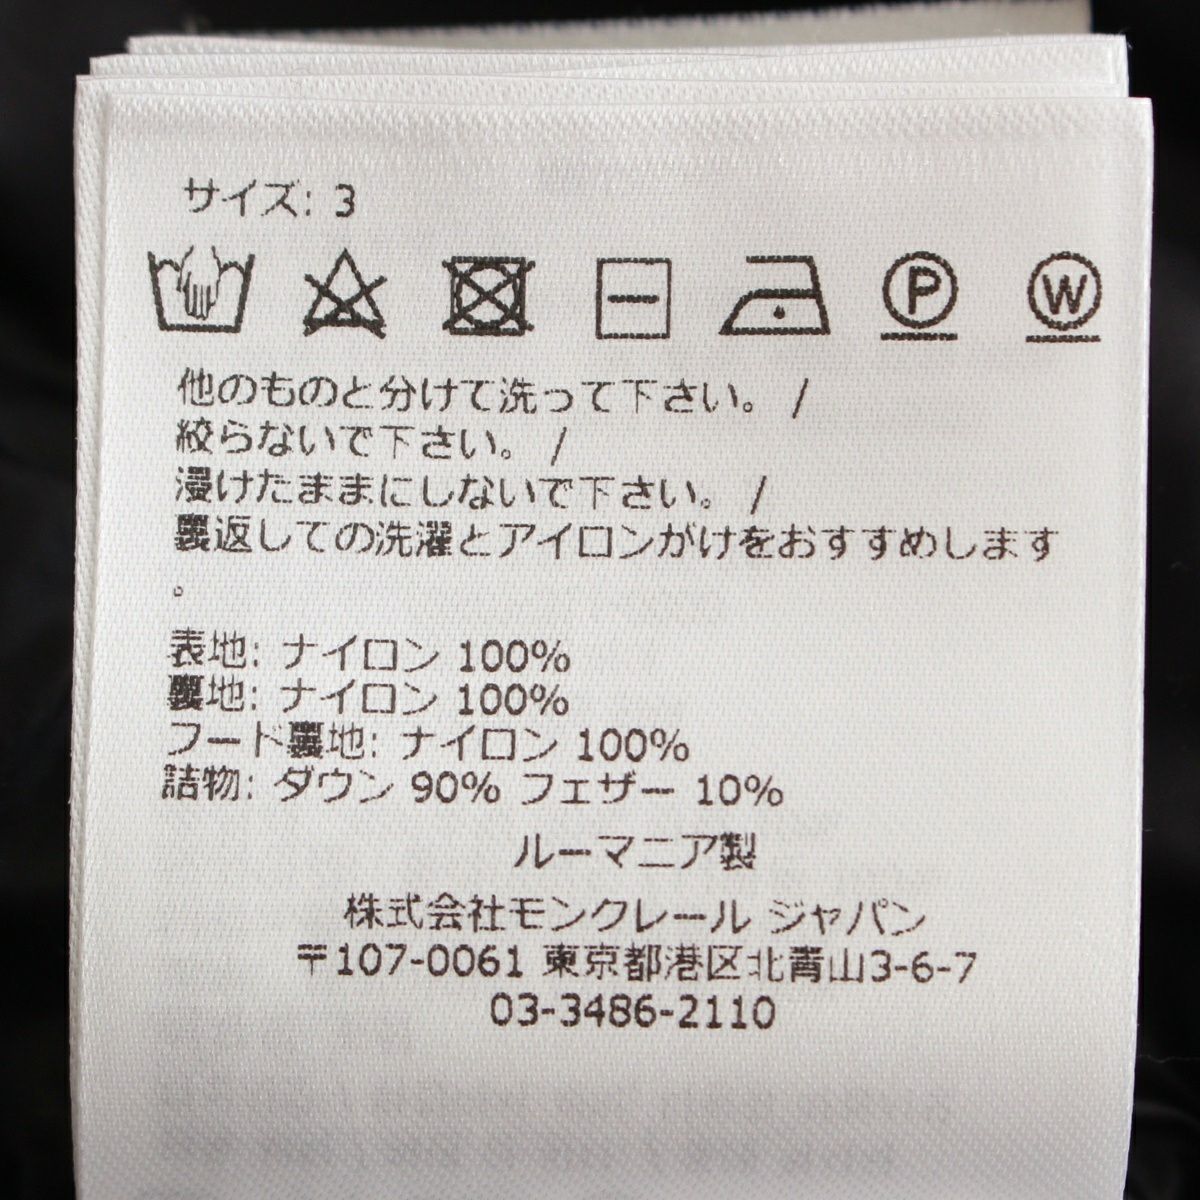 サイズ: 3
P
W
他のものと分けて洗って下さい。 /
絞らないで下さい。 /
浸けたままにしないで下さい。 /
裏返しての洗濯とアイロンがけをおすすめします
。
表地: ナイロン 100%
裏地: ナイロン 100%
フード裏地: ナイロン 100%
詰物: ダウン 90% フェザー 10%
ルーマニア製
株式会社モンクレール ジャパン
〒107-0061 東京都港区北青山3-6-7
03-3486-2110